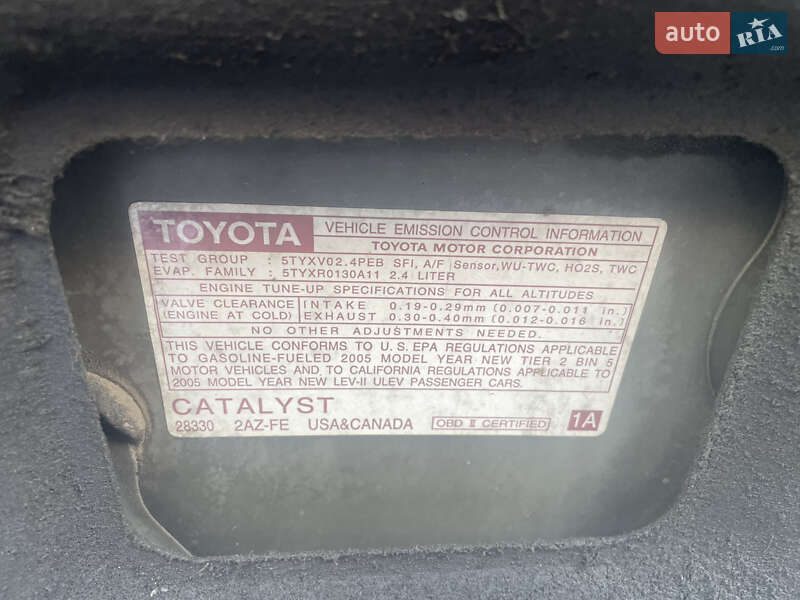 auto RIA.com
TOYOTA VEHICLE EMISSION CONTROL INFORMATION
TOYOTA MOTOR CORPORATION
TEST GROUP : 5TYXV02.4PEB SFI, A/F Sensor, WU-TWC, HO2S, TWC
EVAP. FAMILY : 5TYXR0130A11 2.4 LITER
ENGINE TUNE-UP SPECIFICATIONS FOR ALL ALTITUDES
VALVE CLEARANCE INTAKE 0.19-0.29mm (0.007-0.011 in.)
(ENGINE AT COLD) EXHAUST 0.30-0.40mm (0.012-0.016 in.)
NO OTHER ADJUSTMENTS NEEDED.
THIS VEHICLE CONFORMS TO U.S.EPA REGULATIONS APPLICABLE
TO GASOLINE-FUELED 2005 MODEL YEAR NEW TIER 2 BIN 5
MOTOR VEHICLES AND TO CALIFORNIA REGULATIONS APPLICABLE TO
2005 MODEL YEAR NEW LEV-II ULEV PASSENGER CARS.
CATALYST
28330 2AZ-FE USA&CANADA OBD II CERTIFIED 1A